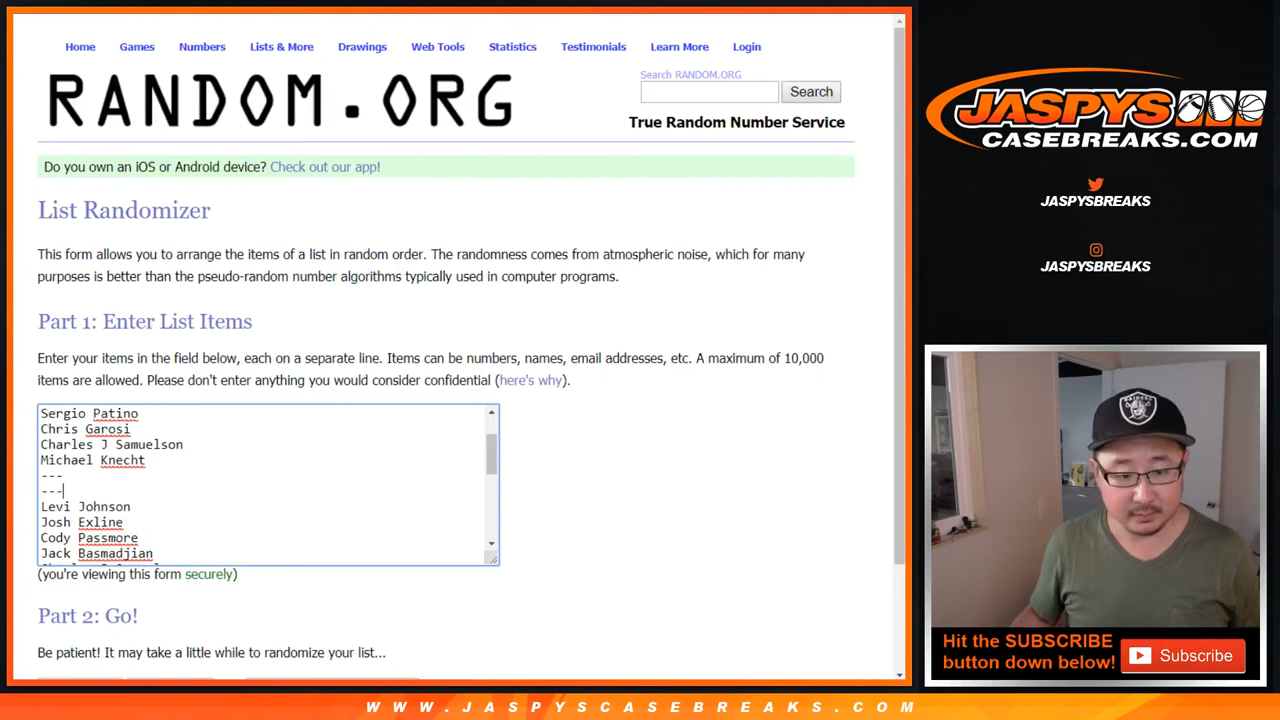 Home Games Numbers Lists & More Drawings Web Tools Statistics Testimonials Learn More Login
RANDOM.ORG
Search RANDOM.ORG
Search
True Random Number Service
Do you own an iOS or Android device? Check out our app!
List Randomizer
This form allows you to arrange the items of a list in random order. The randomness comes from atmospheric noise, which for many
purposes is better than the pseudo-random number algorithms typically used in computer programs.
Part 1: Enter List Items
Enter your items in the field below, each on a separate line. Items can be numbers, names, email addresses, etc. A maximum of 10,000
items are allowed. Please don't enter anything you would consider confidential (here's why).
Sergio Patino
Chris Garosi
Charles J Samuelson
Michael Knecht
---
---
Levi Johnson
Josh Exline
Cody Passmore
Jack Basmadjian
(you're viewing this form securely)
Part 2: Go!
Be patient! It may take a little while to randomize your list...
JASPYS
CASEBREAKS.COM
JASPYSBREAKS
JASPYSBREAKS
Hit the SUBSCRIBE
button down below!
Subscribe
WWW.JASPYSCASEBREAKS.COM